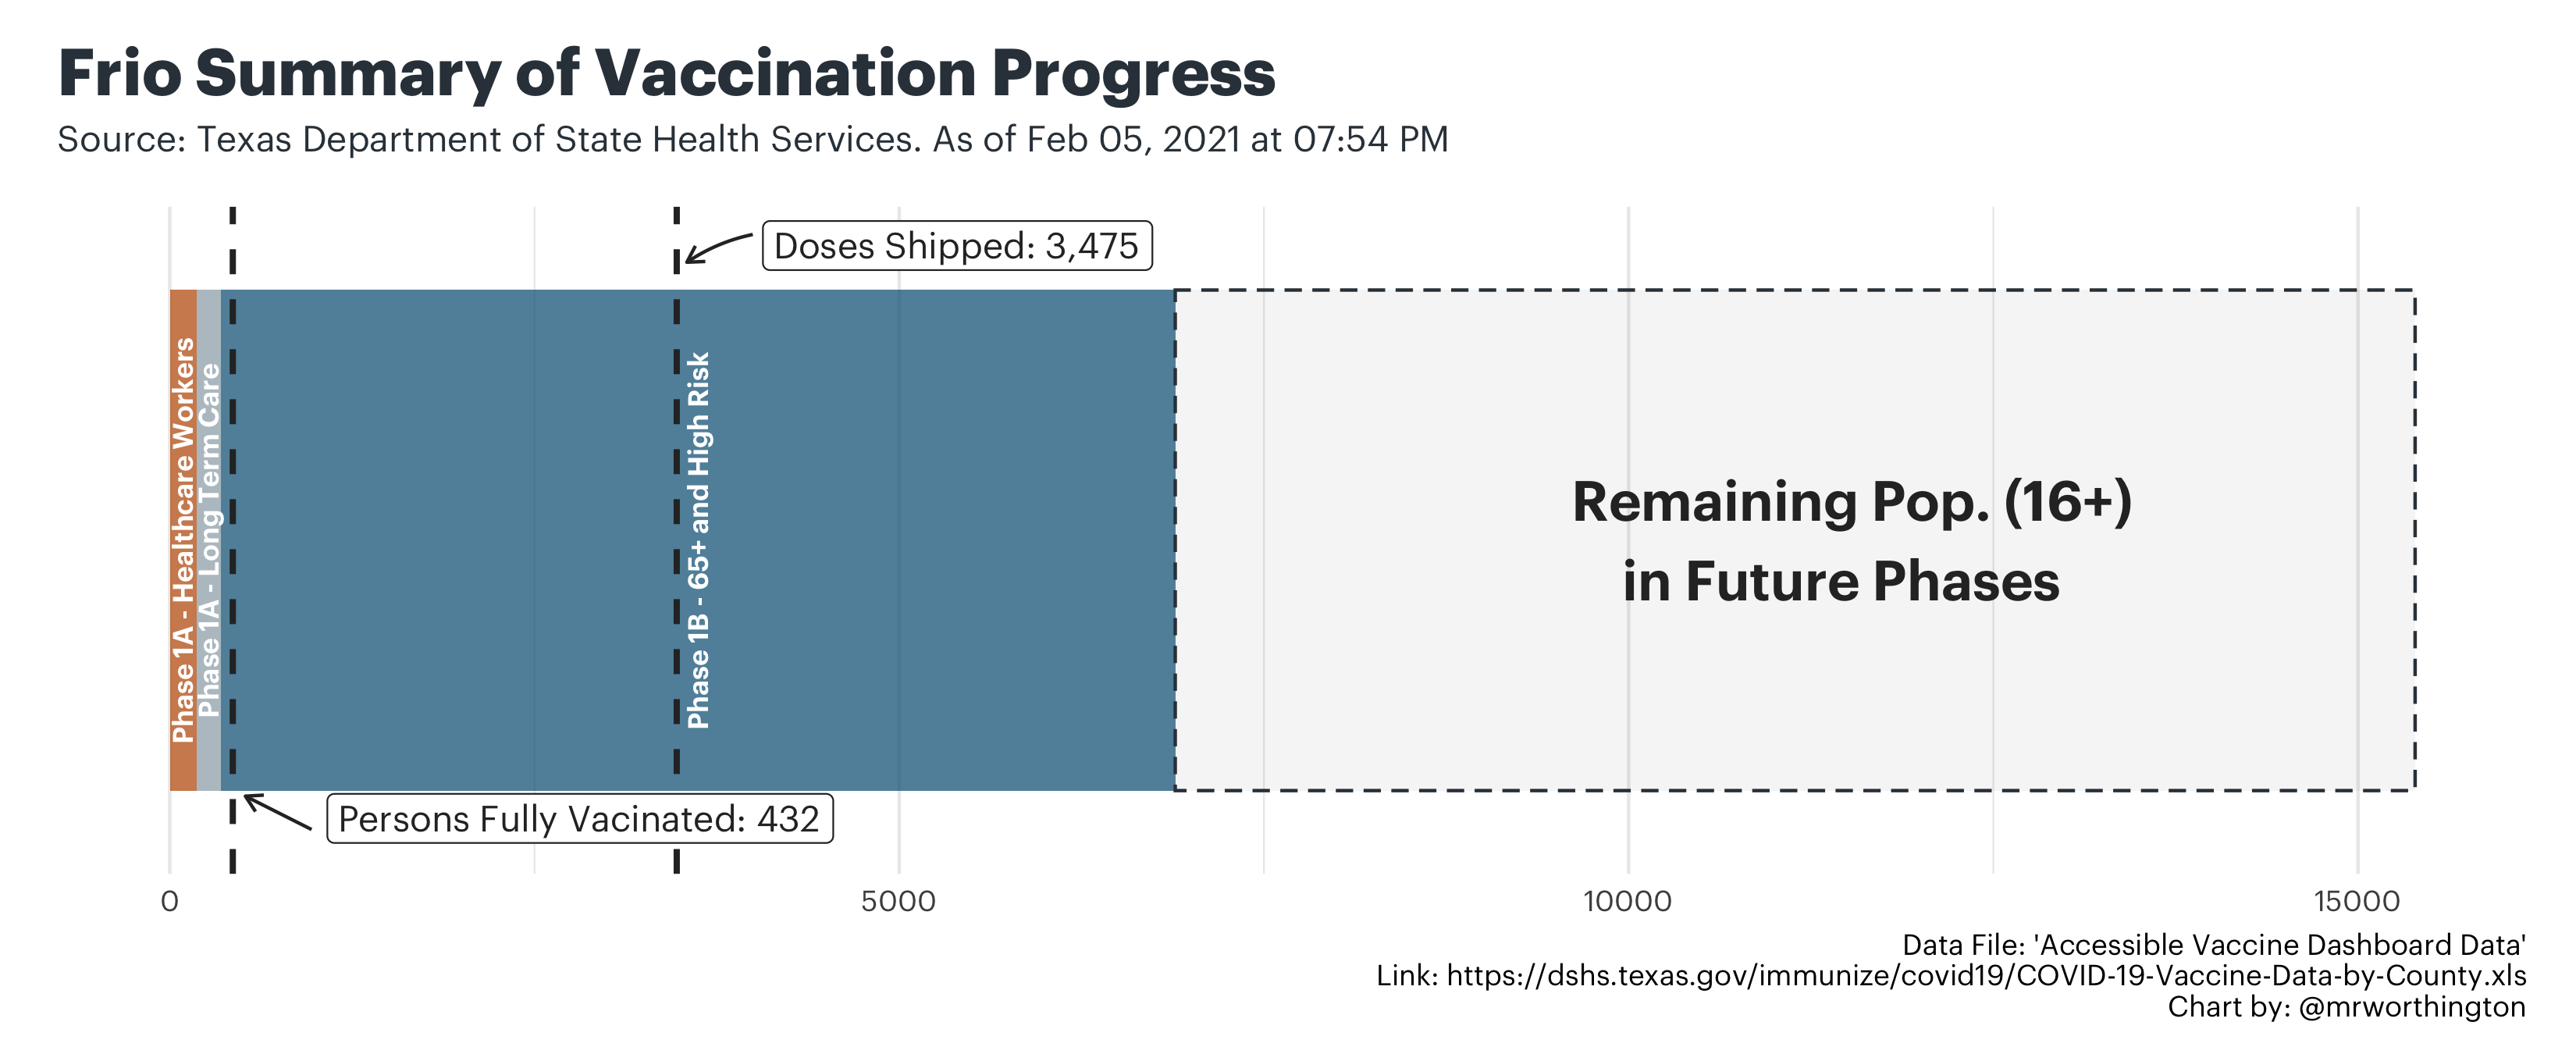 Frio Summary of Vaccination Progress
Source: Texas Department of State Health Services. As of Feb 05, 2021 at 07:54 PM
Doses Shipped: 3,475
Phase 1A - Healthcare Workers
Phase 1A - Long Term Care
Phase 1B - 65+ and High Risk
Remaining Pop. (16+)
in Future Phases
Persons Fully Vacinated: 432
0 5000 10000 15000
Data File: 'Accessible Vaccine Dashboard Data'
Link: https://dshs.texas.gov/immunize/covid19/COVID-19-Vaccine-Data-by-County.xls
Chart by: @mrworthington